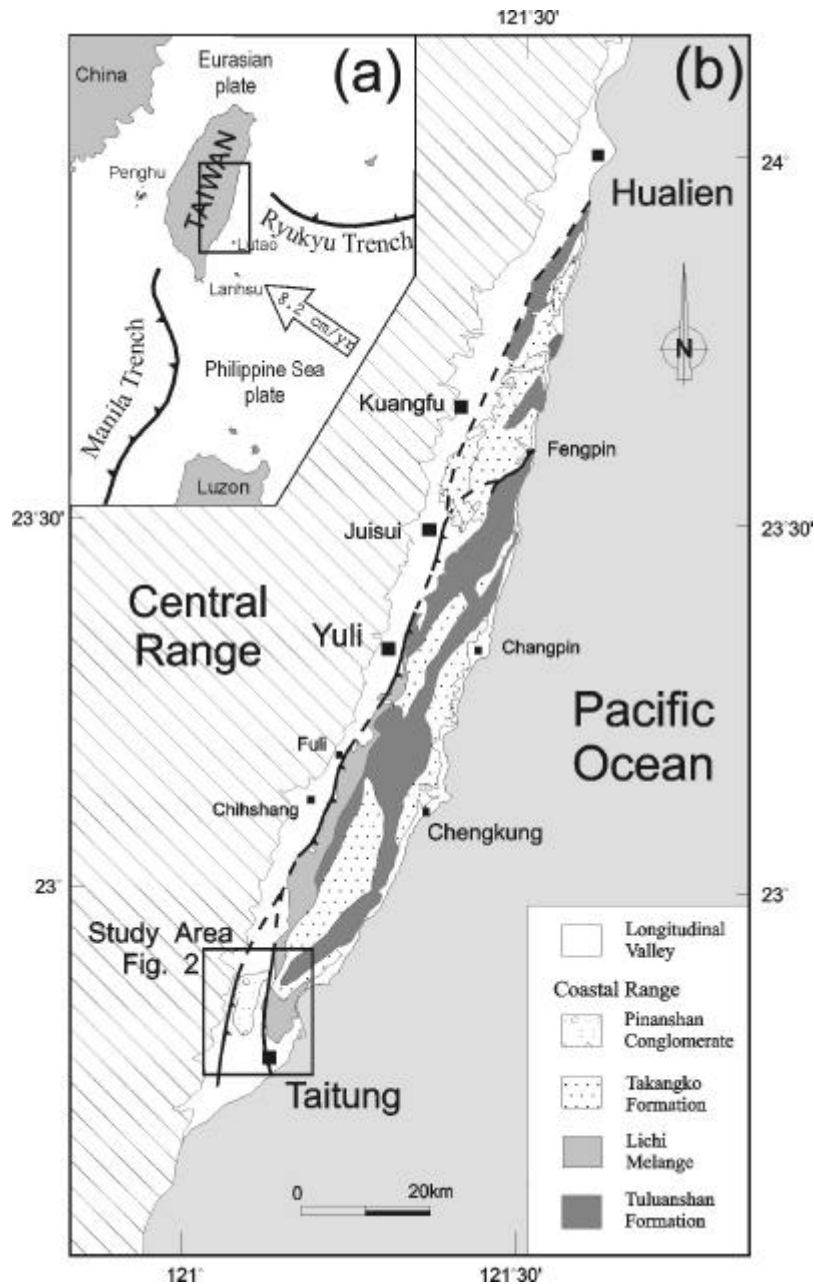 121°30'
China
Eurasian
plate
(a)
(b)
TAIWAN
Penghu
Ryukyu Trench
Lutao
Lanhsu
8.2 cm/yr
Manila Trench
Philippine Sea
plate
Luzon
24°
Hualien
N
Kuangfu
Fengpin
23°30'
23°30'
Juisui
Central
Range
Yuli
Changpin
Pacific
Ocean
Fuli
Chihshang
Chengkung
23°
23°
Study Area
Fig. 2
Taitung
0
20km
Longitudinal
Valley
Coastal Range
Pinanshan
Conglomerate
Takangko
Formation
Lichi
Melange
Tuluanshan
Formation
121°
121°30'